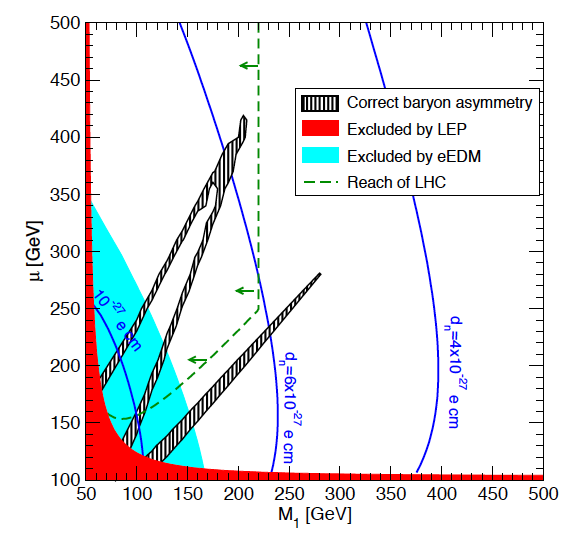 500
450
400
350
300
250
200
150
100
μ [GeV]
Correct baryon asymmetry
Excluded by LEP
Excluded by eEDM
Reach of LHC
10⁻²⁷ e cm
dₙ=6x10⁻²⁷ e cm
dₙ=4x10⁻²⁷ e cm
50 100 150 200 250 300 350 400 450 500
M₁ [GeV]